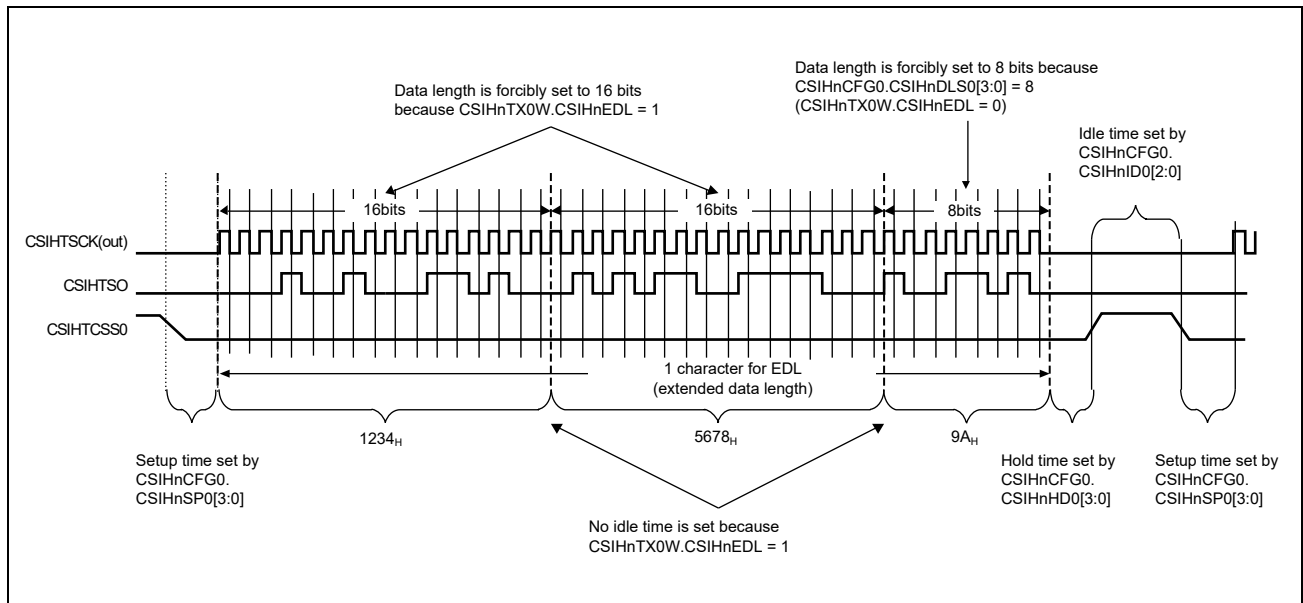 Data length is forcibly set to 16 bits
because CSIHnTX0W.CSIHnEDL = 1
Data length is forcibly set to 8 bits because
CSIHnCFG0.CSIHnDLS0[3:0] = 8
(CSIHnTX0W.CSIHnEDL = 0)
Idle time set by
CSIHnCFG0.
CSIHnID0[2:0]
16bits
16bits
8bits
CSIHTSCK(out)
CSIHTSO
CSIHTCSS0
1 character for EDL
(extended data length)
1234H
5678H
9AH
Setup time set by
CSIHnCFG0.
CSIHnSP0[3:0]
Hold time set by
CSIHnCFG0.
CSIHnHD0[3:0]
Setup time set by
CSIHnCFG0.
CSIHnSP0[3:0]
No idle time is set because
CSIHnTX0W.CSIHnEDL = 1